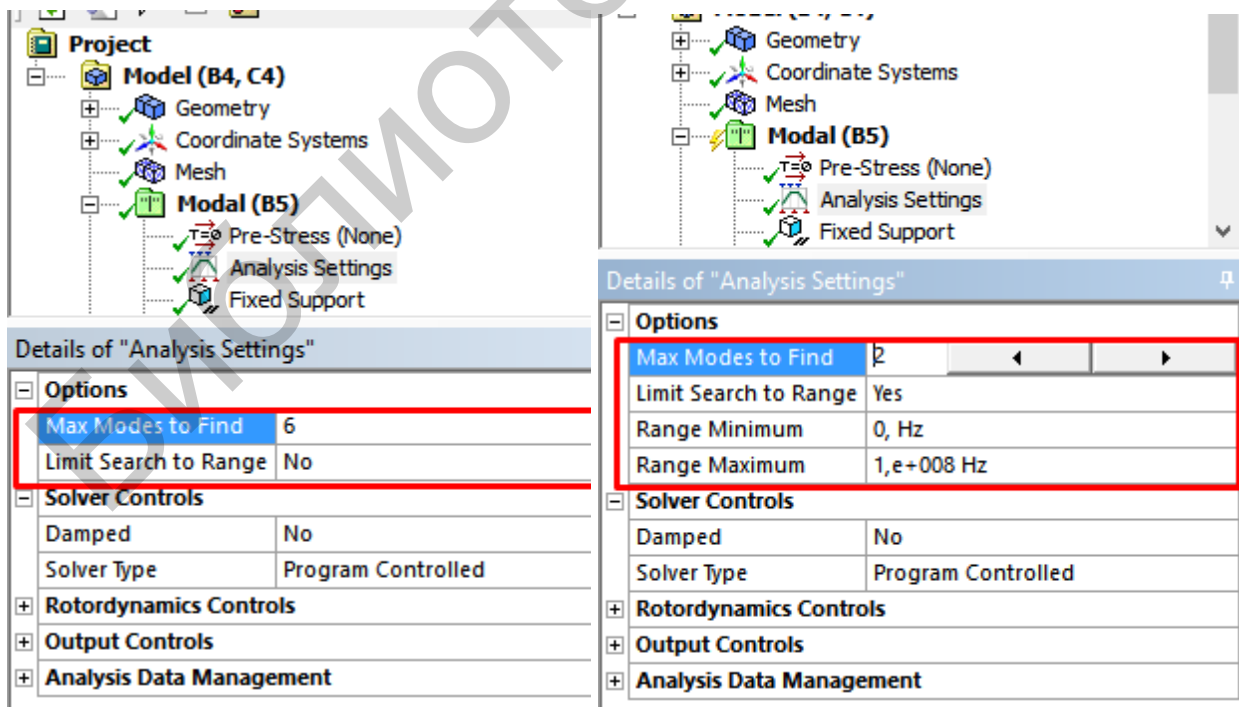 Project
Model (B4, C4)
Geometry
Coordinate Systems
Mesh
Modal (B5)
Pre-Stress (None)
Analysis Settings
Fixed Support
Details of "Analysis Settings"
Options
Max Modes to Find 6
Limit Search to Range No
Solver Controls
Damped No
Solver Type Program Controlled
Rotordynamics Controls
Output Controls
Analysis Data Management
Geometry
Coordinate Systems
Mesh
Modal (B5)
Pre-Stress (None)
Analysis Settings
Fixed Support
Details of "Analysis Settings"
Options
Max Modes to Find 2
Limit Search to Range Yes
Range Minimum 0, Hz
Range Maximum 1,e+008 Hz
Solver Controls
Damped No
Solver Type Program Controlled
Rotordynamics Controls
Output Controls
Analysis Data Management